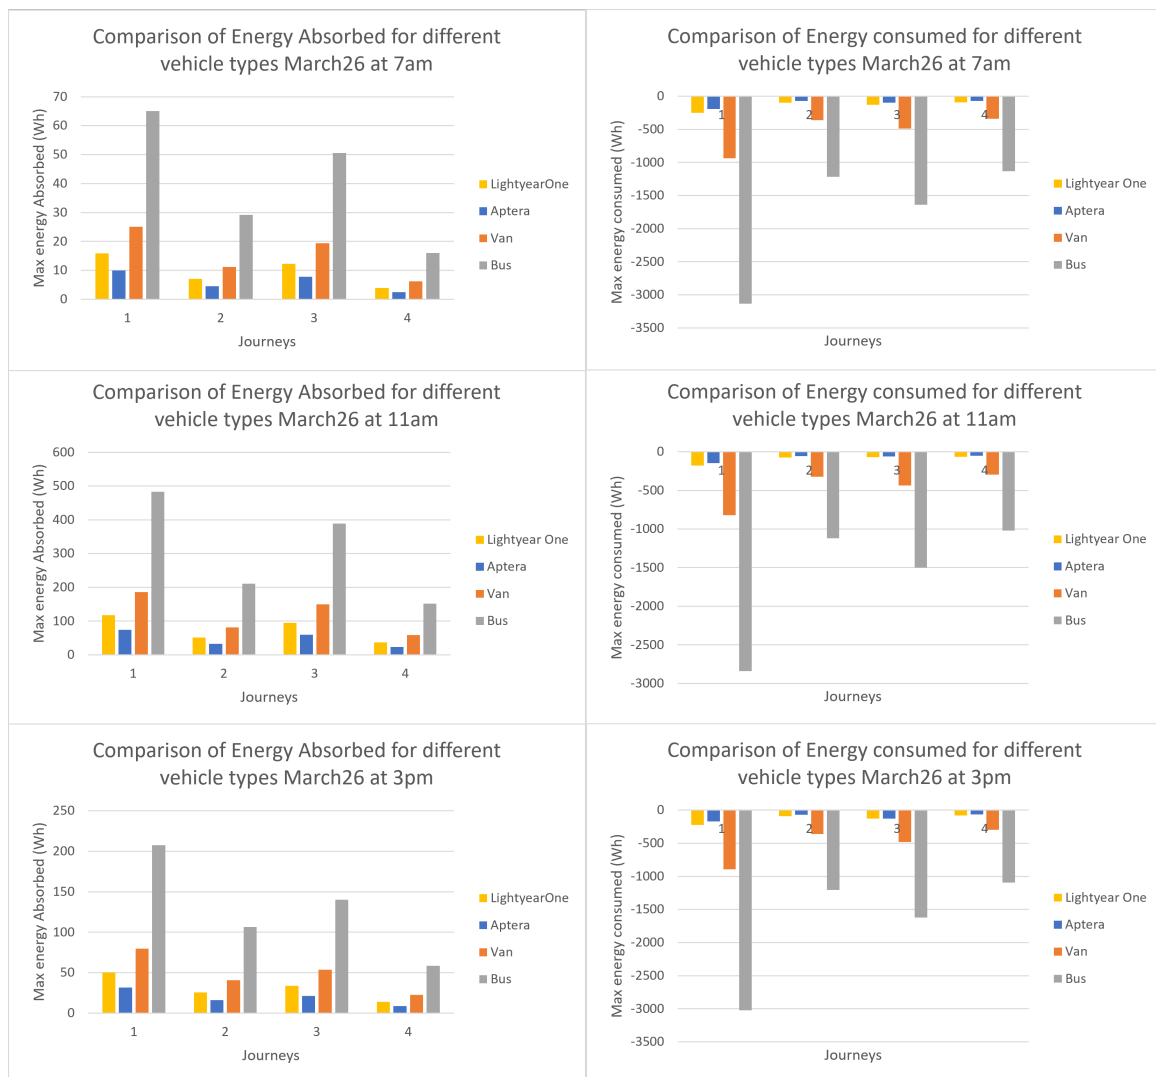 Comparison of Energy Absorbed for different
vehicle types March26 at 7am
Max energy Absorbed (Wh)
70
60
50
40
30
20
10
0
1
2
3
4
Journeys
LightyearOne
Aptera
Van
Bus
Comparison of Energy consumed for different
vehicle types March26 at 7am
Max energy consumed (Wh)
0
-500
-1000
-1500
-2000
-2500
-3000
-3500
1
2
3
4
Journeys
Lightyear One
Aptera
Van
Bus
Comparison of Energy Absorbed for different
vehicle types March26 at 11am
Max energy Absorbed (Wh)
600
500
400
300
200
100
0
1
2
3
4
Journeys
Lightyear One
Aptera
Van
Bus
Comparison of Energy consumed for different
vehicle types March26 at 11am
Max energy consumed (Wh)
0
-500
-1000
-1500
-2000
-2500
-3000
1
2
3
4
Journeys
Lightyear One
Aptera
Van
Bus
Comparison of Energy Absorbed for different
vehicle types March26 at 3pm
Max energy Absorbed (Wh)
250
200
150
100
50
0
1
2
3
4
Journeys
LightyearOne
Aptera
Van
Bus
Comparison of Energy consumed for different
vehicle types March26 at 3pm
Max energy consumed (Wh)
0
-500
-1000
-1500
-2000
-2500
-3000
-3500
1
2
3
4
Journeys
Lightyear One
Aptera
Van
Bus